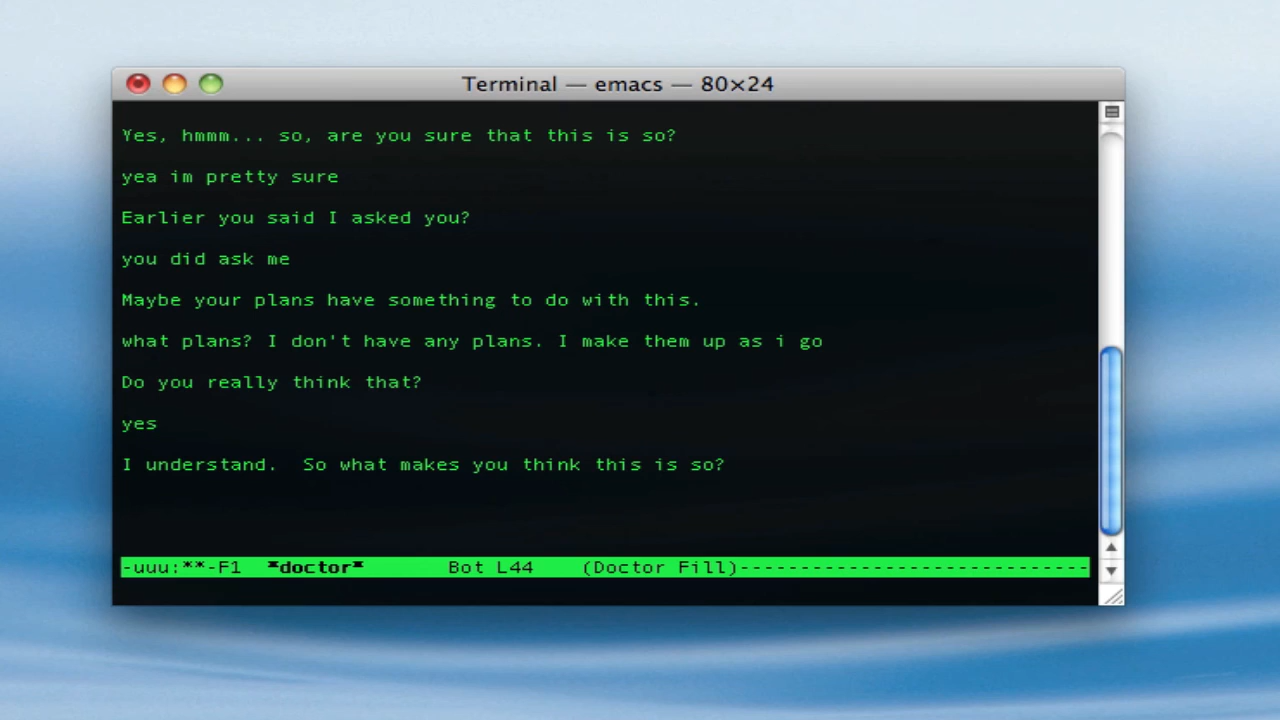 Terminal — emacs — 80×24
Yes, hmmm... so, are you sure that this is so?
yea im pretty sure
Earlier you said I asked you?
you did ask me
Maybe your plans have something to do with this.
what plans? I don't have any plans. I make them up as i go
Do you really think that?
yes
I understand.  So what makes you think this is so?
-uuu:**-F1  *doctor*       Bot L44    (Doctor Fill)-----------------------------